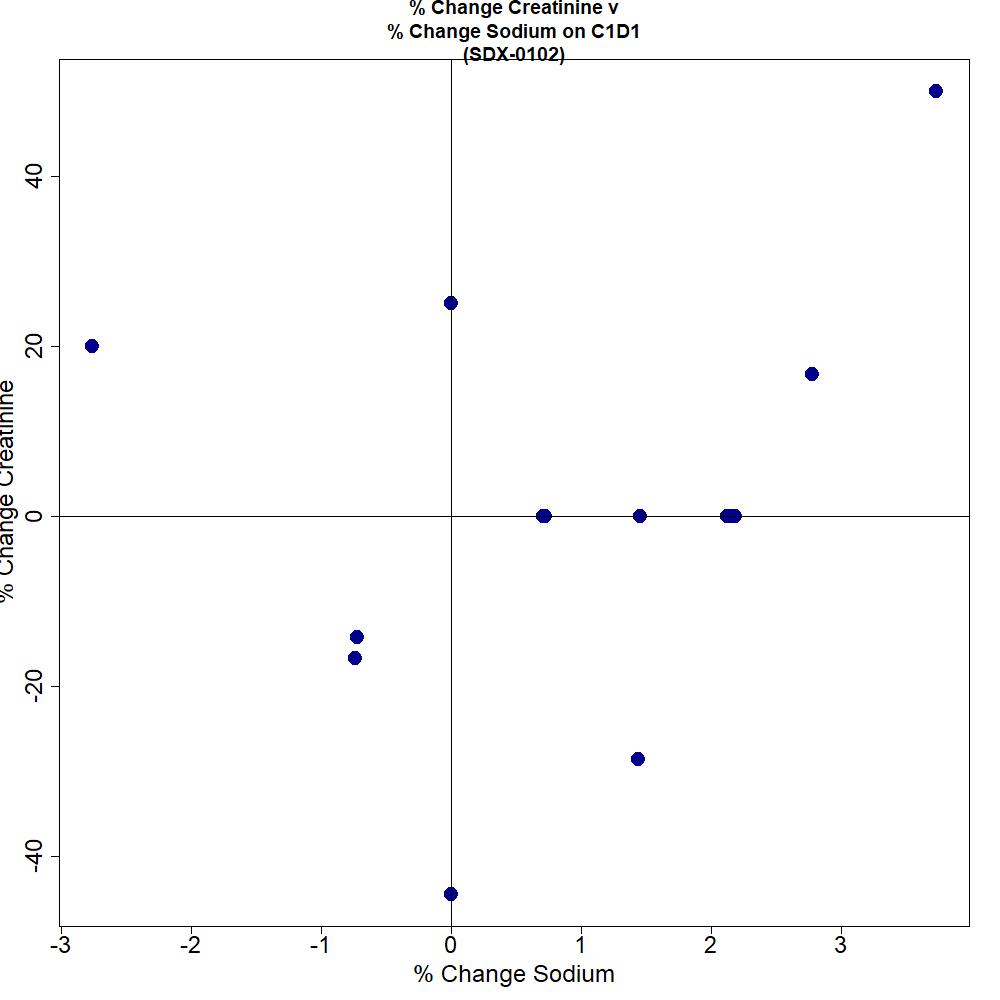 % Change Creatinine v
% Change Sodium on C1D1
(SDX-0102)
% Change Creatinine
40
20
0
-20
-40
-3
-2
-1
0
1
2
3
% Change Sodium